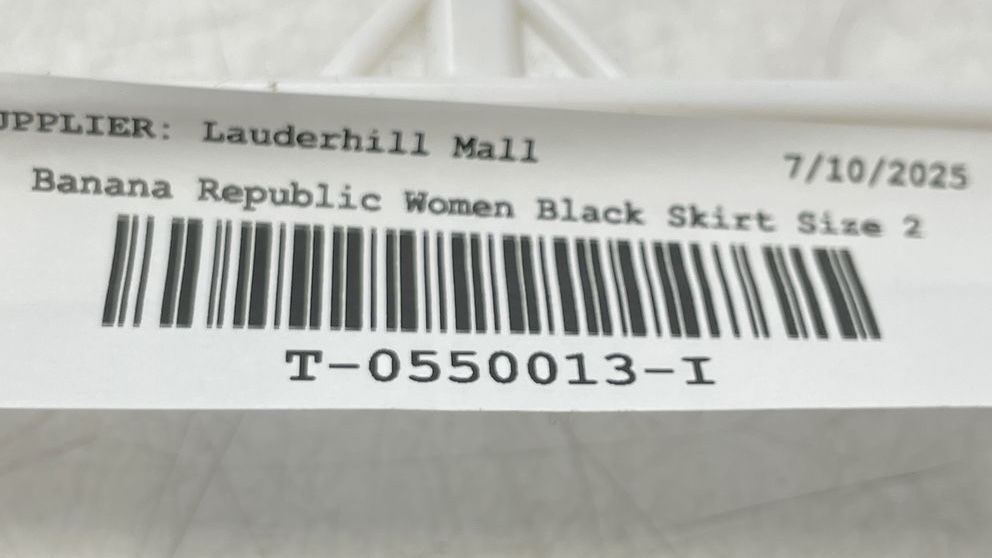 UPPLIER: Lauderhill Mall 7/10/2025
Banana Republic Women Black Skirt Size 2
T-0550013-I